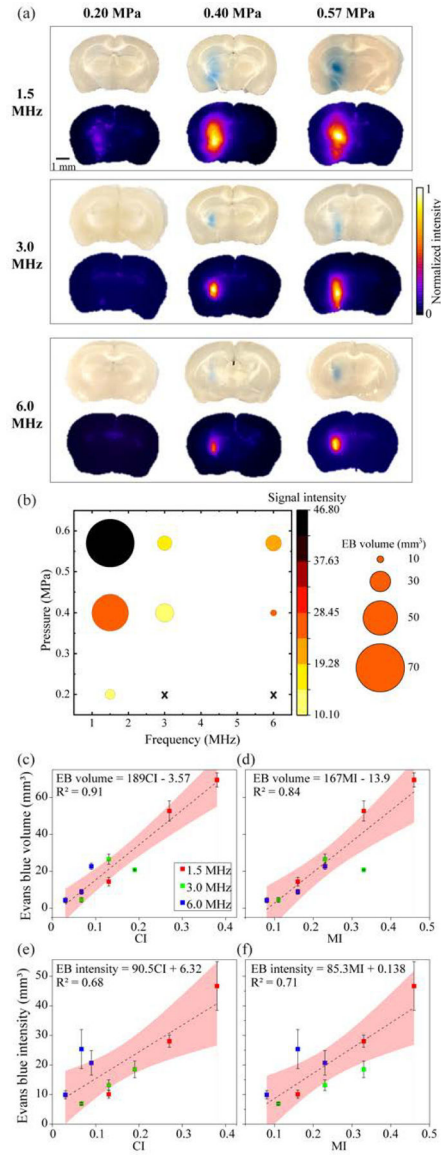 (a)
0.20 MPa 0.40 MPa 0.57 MPa
1.5
MHz
1 mm
3.0
MHz
1
Normalized intensity
0
6.0
MHz
(b)
Signal intensity
46.80
37.63
28.45
19.28
10.10
EB volume (mm³)
10
30
50
70
0.6
0.5
0.4
0.3
0.2
Pressure (MPa)
x x
1 2 3 4 5 6
Frequency (MHz)
(c) (d)
EB volume = 189CI - 3.57
R² = 0.91
EB volume = 167MI - 13.9
R² = 0.84
Evans blue volume (mm³)
60
40
20
0
1.5 MHz
3.0 MHz
6.0 MHz
0.0 0.1 0.2 0.3 0.4
CI
0.1 0.2 0.3 0.4 0.5
MI
(e) (f)
EB intensity = 90.5CI + 6.32
R² = 0.68
EB intensity = 85.3MI + 0.138
R² = 0.71
Evans blue intensity (mm³)
50
40
30
20
10
0
0.0 0.1 0.2 0.3 0.4
CI
0.1 0.2 0.3 0.4 0.5
MI